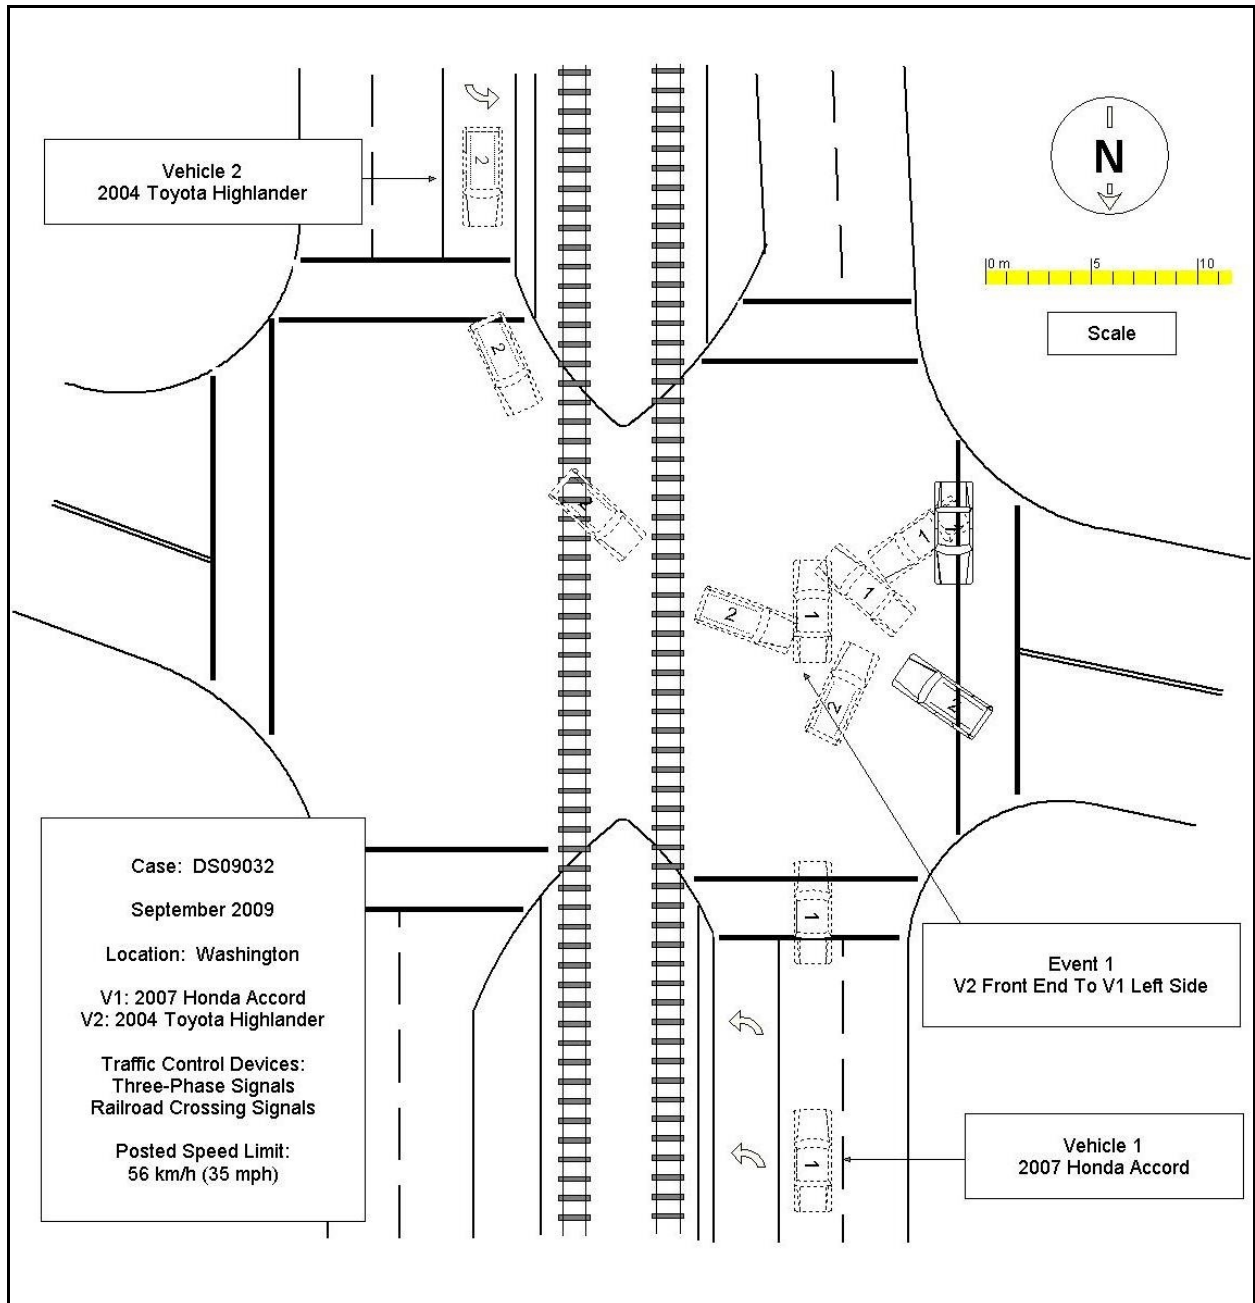 Vehicle 2
2004 Toyota Highlander
N
0 m 5 10
Scale
2
2
2
2
2
2
1
1
1
1
1
1
Case: DS09032
September 2009
Location: Washington
V1: 2007 Honda Accord
V2: 2004 Toyota Highlander
Traffic Control Devices:
Three-Phase Signals
Railroad Crossing Signals
Posted Speed Limit:
56 km/h (35 mph)
Event 1
V2 Front End To V1 Left Side
Vehicle 1
2007 Honda Accord